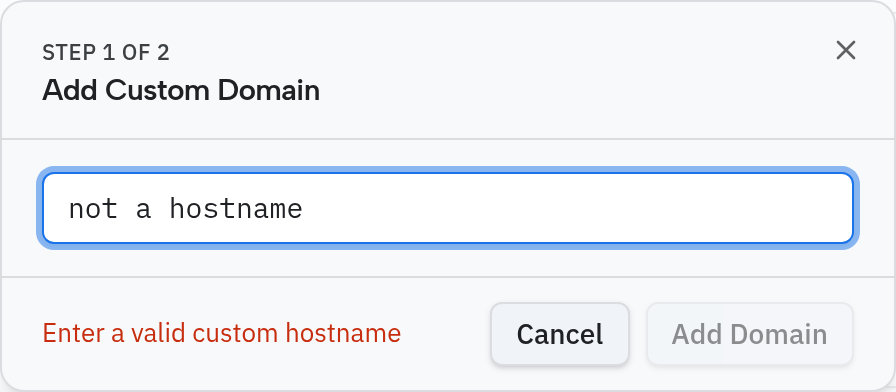 STEP 1 OF 2
Add Custom Domain
not a hostname
Enter a valid custom hostname
Cancel
Add Domain